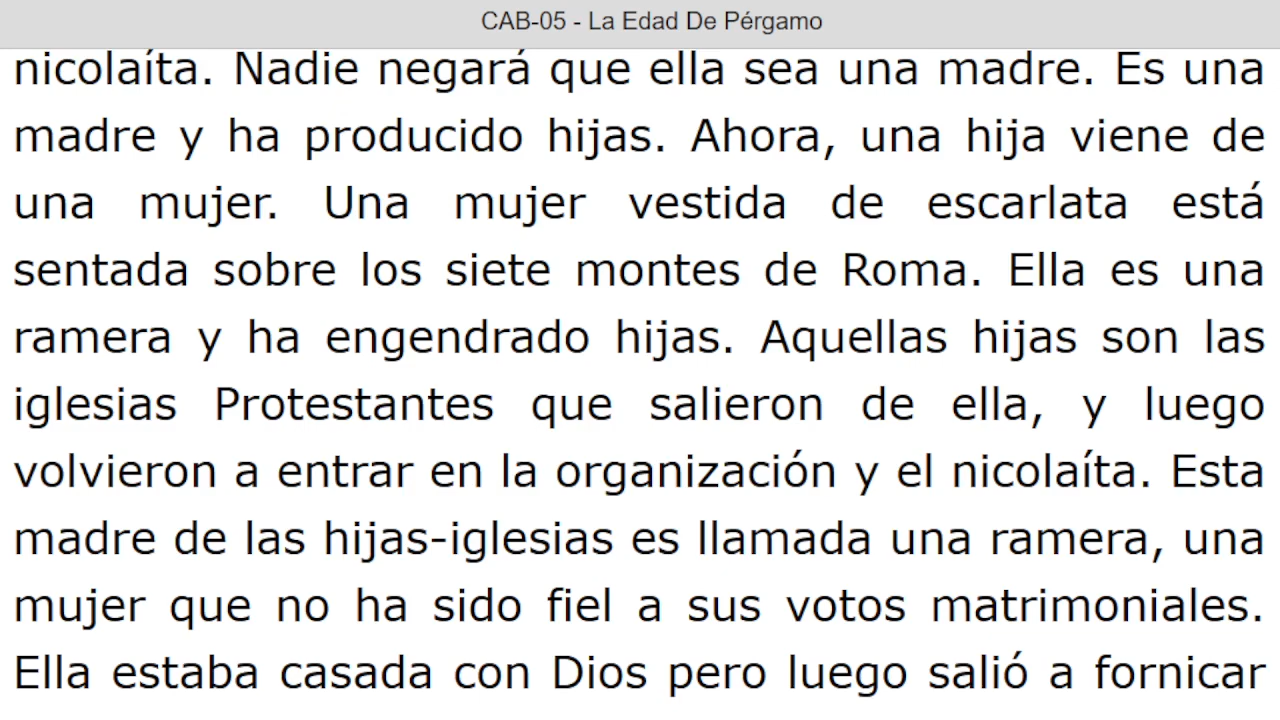 CAB-05 - La Edad De Pérgamo
nicolaíta. Nadie negará que ella sea una madre. Es una
madre y ha producido hijas. Ahora, una hija viene de
una mujer. Una mujer vestida de escarlata está
sentada sobre los siete montes de Roma. Ella es una
ramera y ha engendrado hijas. Aquellas hijas son las
iglesias Protestantes que salieron de ella, y luego
volvieron a entrar en la organización y el nicolaíta. Esta
madre de las hijas-iglesias es llamada una ramera, una
mujer que no ha sido fiel a sus votos matrimoniales.
Ella estaba casada con Dios pero luego salió a fornicar